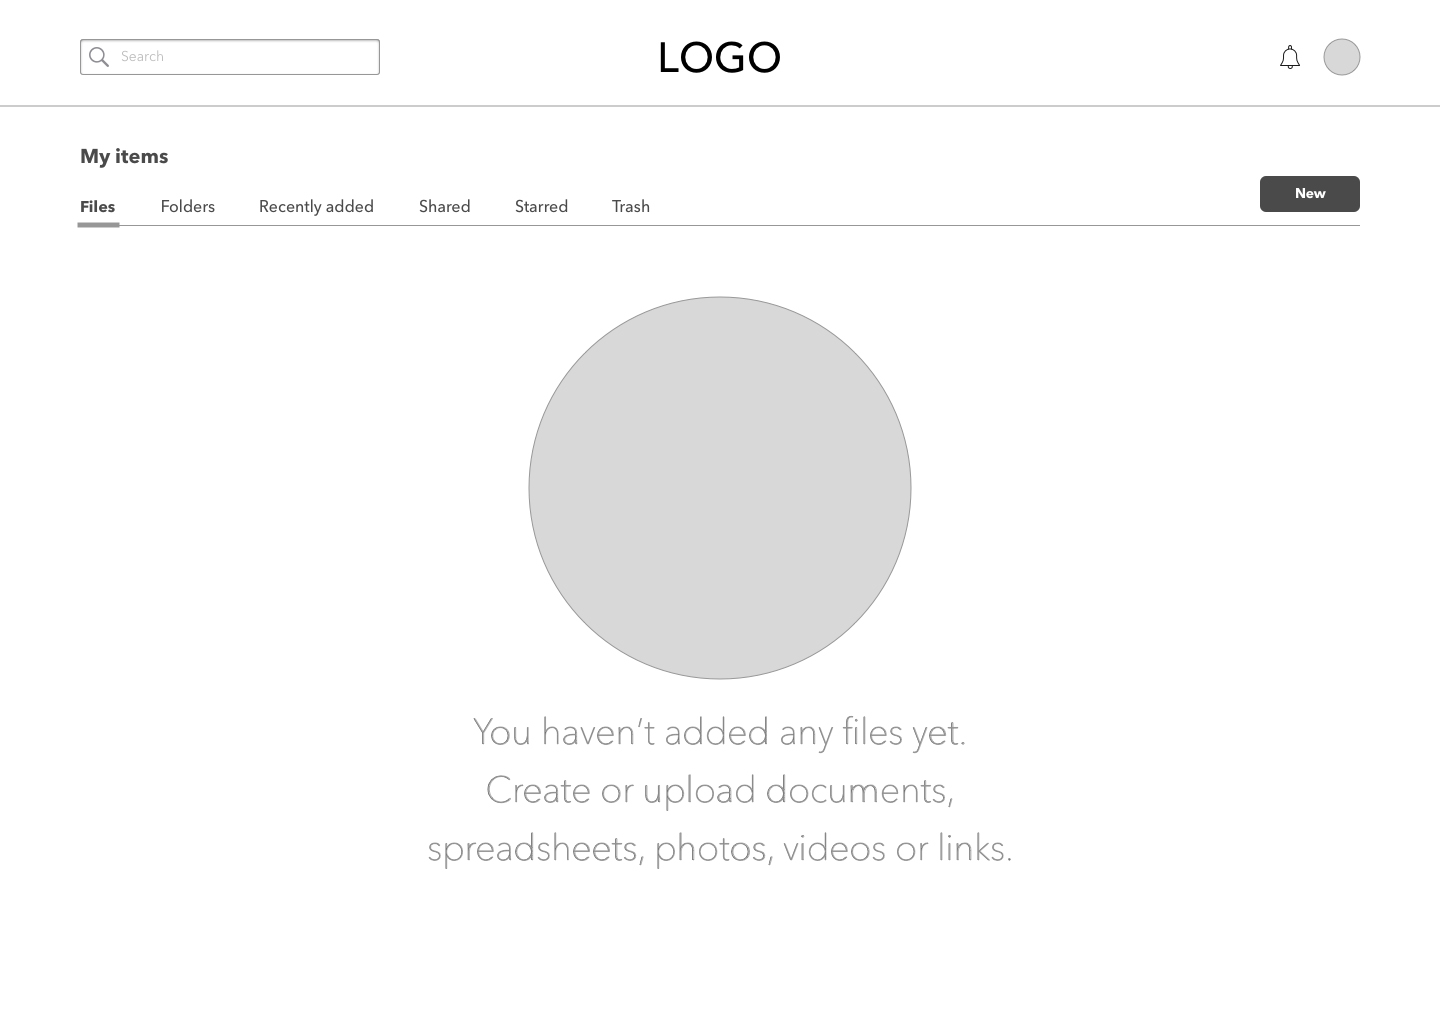 Search
LOGO
My items
New
Files Folders Recently added Shared Starred Trash
You haven’t added any files yet.
Create or upload documents,
spreadsheets, photos, videos or links.